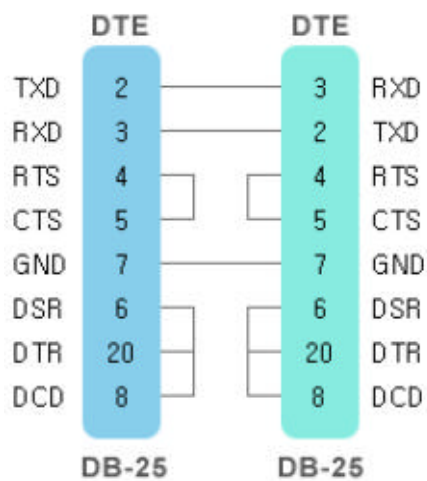 DTE DTE
TXD 2 3 RXD
RXD 3 2 TXD
RTS 4 4 RTS
CTS 5 5 CTS
GND 7 7 GND
DSR 6 6 DSR
DTR 20 20 DTR
DCD 8 8 DCD
DB-25 DB-25